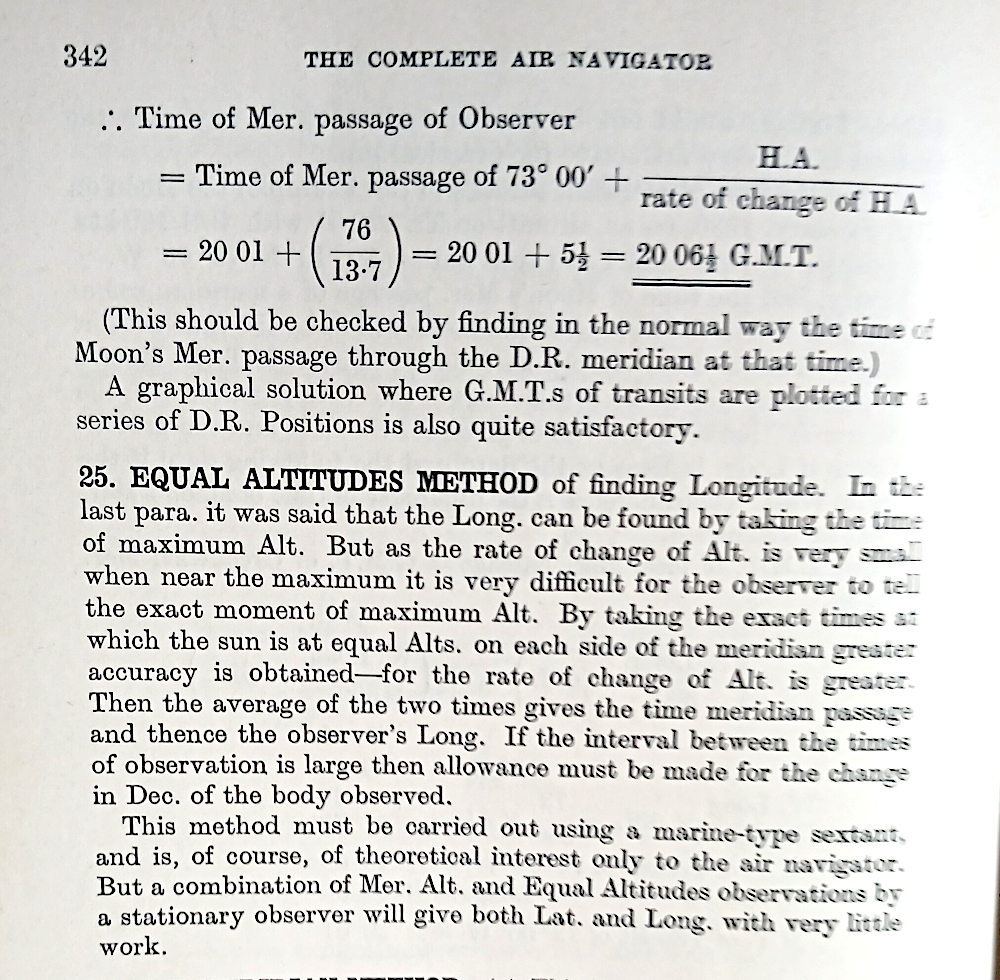 342 THE COMPLETE AIR NAVIGATOR
∴ Time of Mer. passage of Observer
= Time of Mer. passage of 73° 00′ + H.A. / rate of change of H.A.
= 20 01 + (76 / 13·7) = 20 01 + 5½ = 20 06½ G.M.T.
(This should be checked by finding in the normal way the time of
Moon's Mer. passage through the D.R. meridian at that time.)
A graphical solution where G.M.T.s of transits are plotted for a
series of D.R. Positions is also quite satisfactory.
25. EQUAL ALTITUDES METHOD of finding Longitude. In the
last para. it was said that the Long. can be found by taking the time
of maximum Alt. But as the rate of change of Alt. is very small
when near the maximum it is very difficult for the observer to tell
the exact moment of maximum Alt. By taking the exact times at
which the sun is at equal Alts. on each side of the meridian greater
accuracy is obtained—for the rate of change of Alt. is greater.
Then the average of the two times gives the time meridian passage
and thence the observer's Long. If the interval between the times
of observation is large then allowance must be made for the change
in Dec. of the body observed.
This method must be carried out using a marine-type sextant,
and is, of course, of theoretical interest only to the air navigator.
But a combination of Mer. Alt. and Equal Altitudes observations by
a stationary observer will give both Lat. and Long. with very little
work.